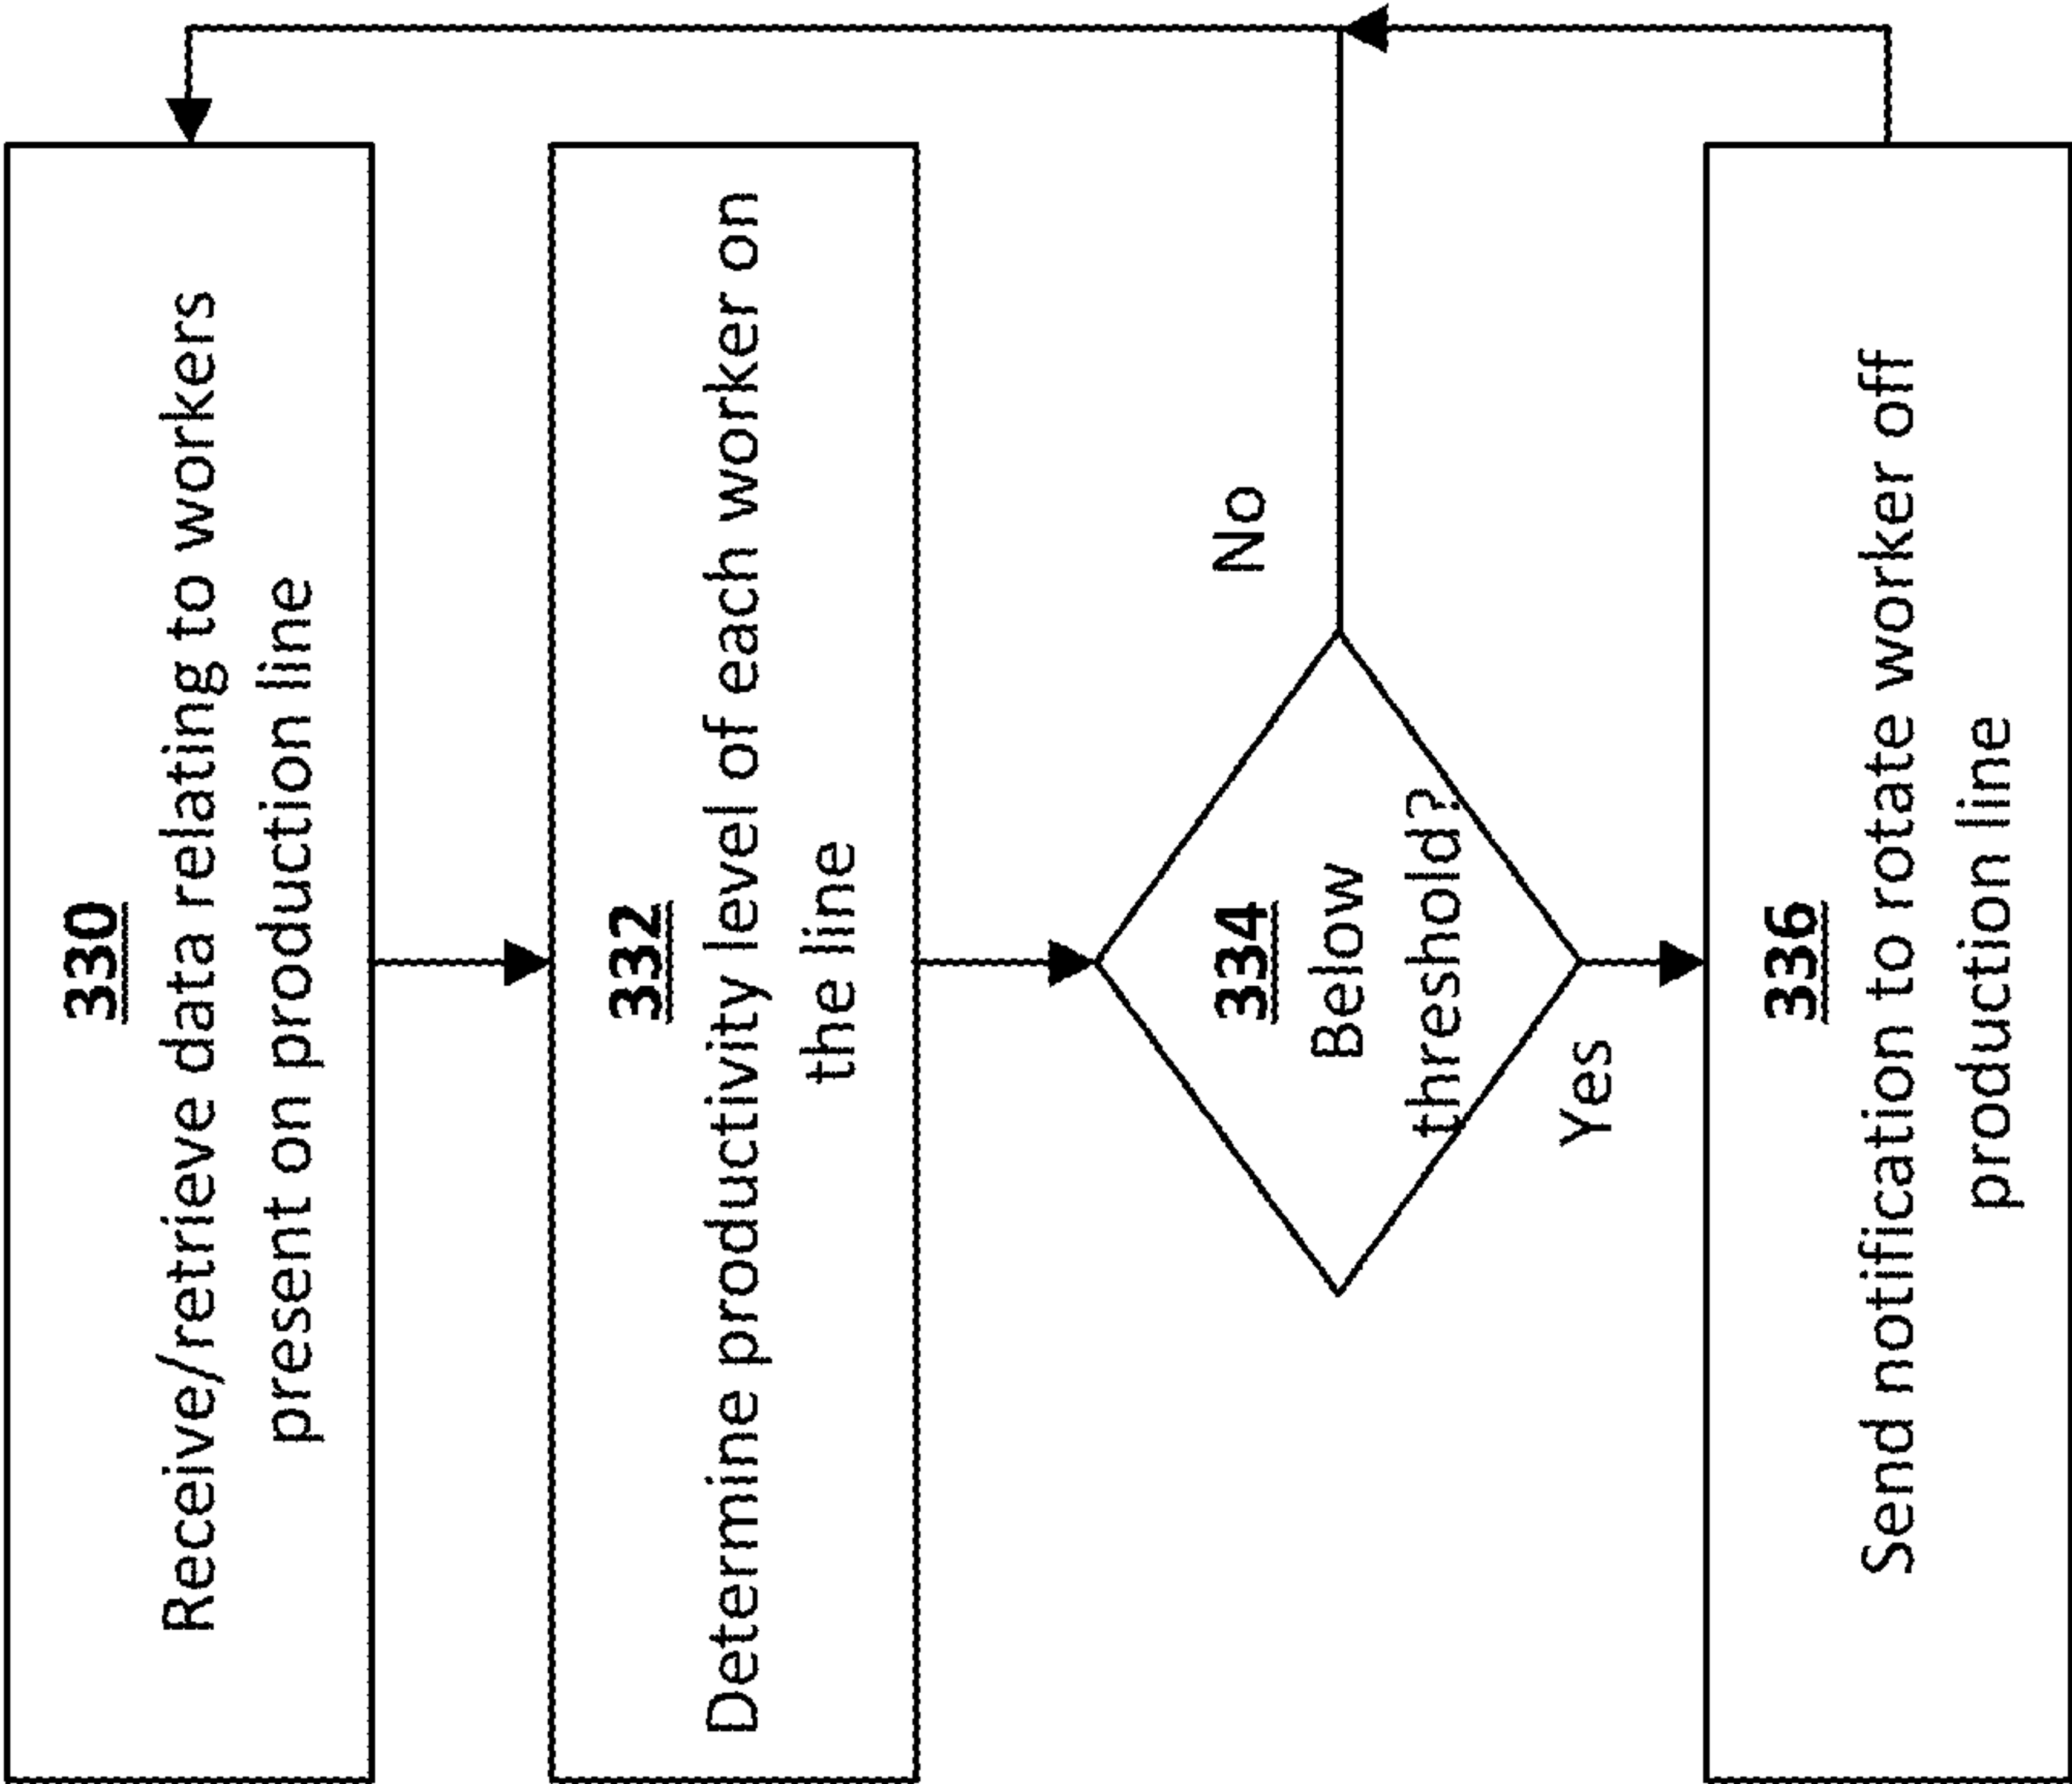 330
Receive/retrieve data relating to workers
present on production line
332
Determine productivity level of each worker on
the line
334
Below
threshold?
No
Yes
336
Send notification to rotate worker off
production line